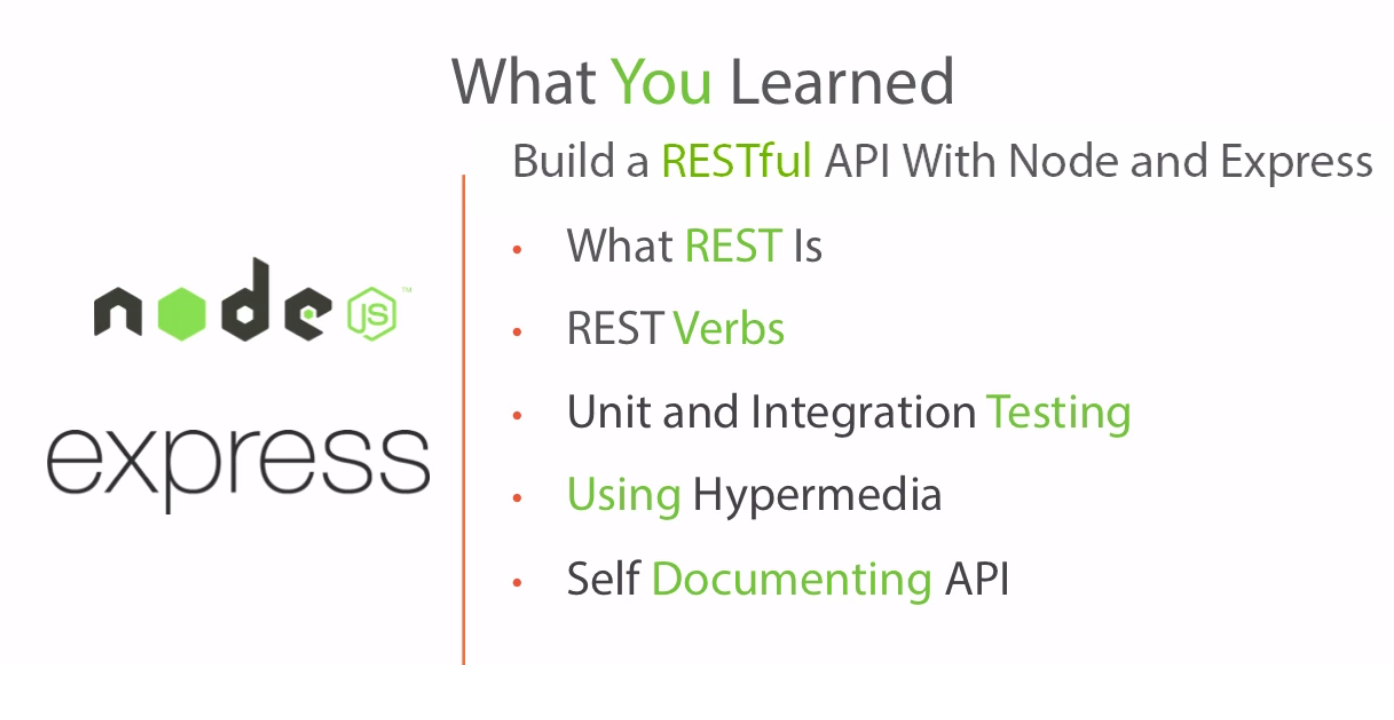 What You Learned
Build a RESTful API With Node and Express
• What REST Is
• REST Verbs
• Unit and Integration Testing
• Using Hypermedia
• Self Documenting API
node JS™
express